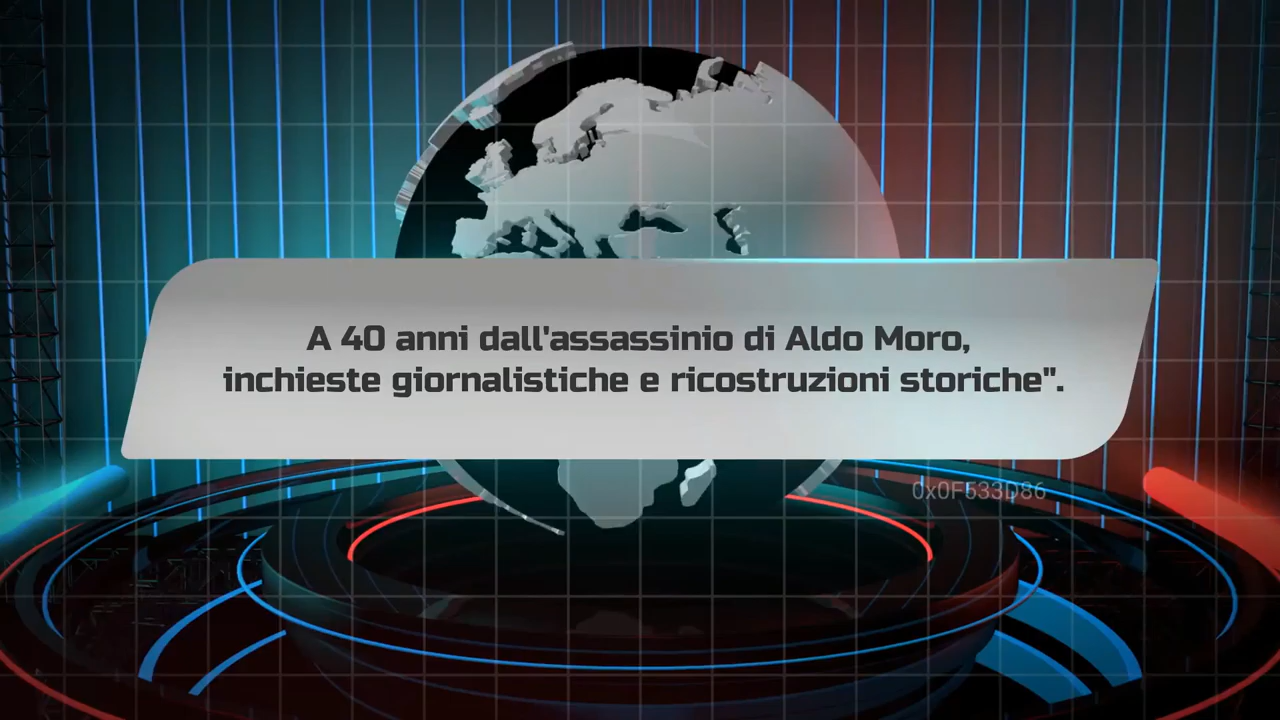 A 40 anni dall'assassinio di Aldo Moro,
inchieste giornalistiche e ricostruzioni storiche".
0x0F533D86